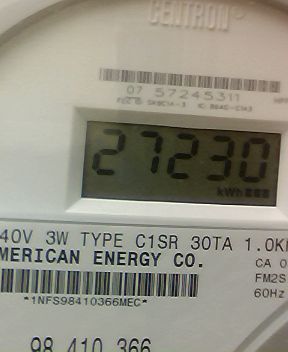 CENTRON®
07 57245311
27230
kWh
40V 3W TYPE C1SR 30TA 1.0K
MERICAN ENERGY CO.
CA 0
FM2S
*1NFS98410366MEC*
60Hz
98 410 366